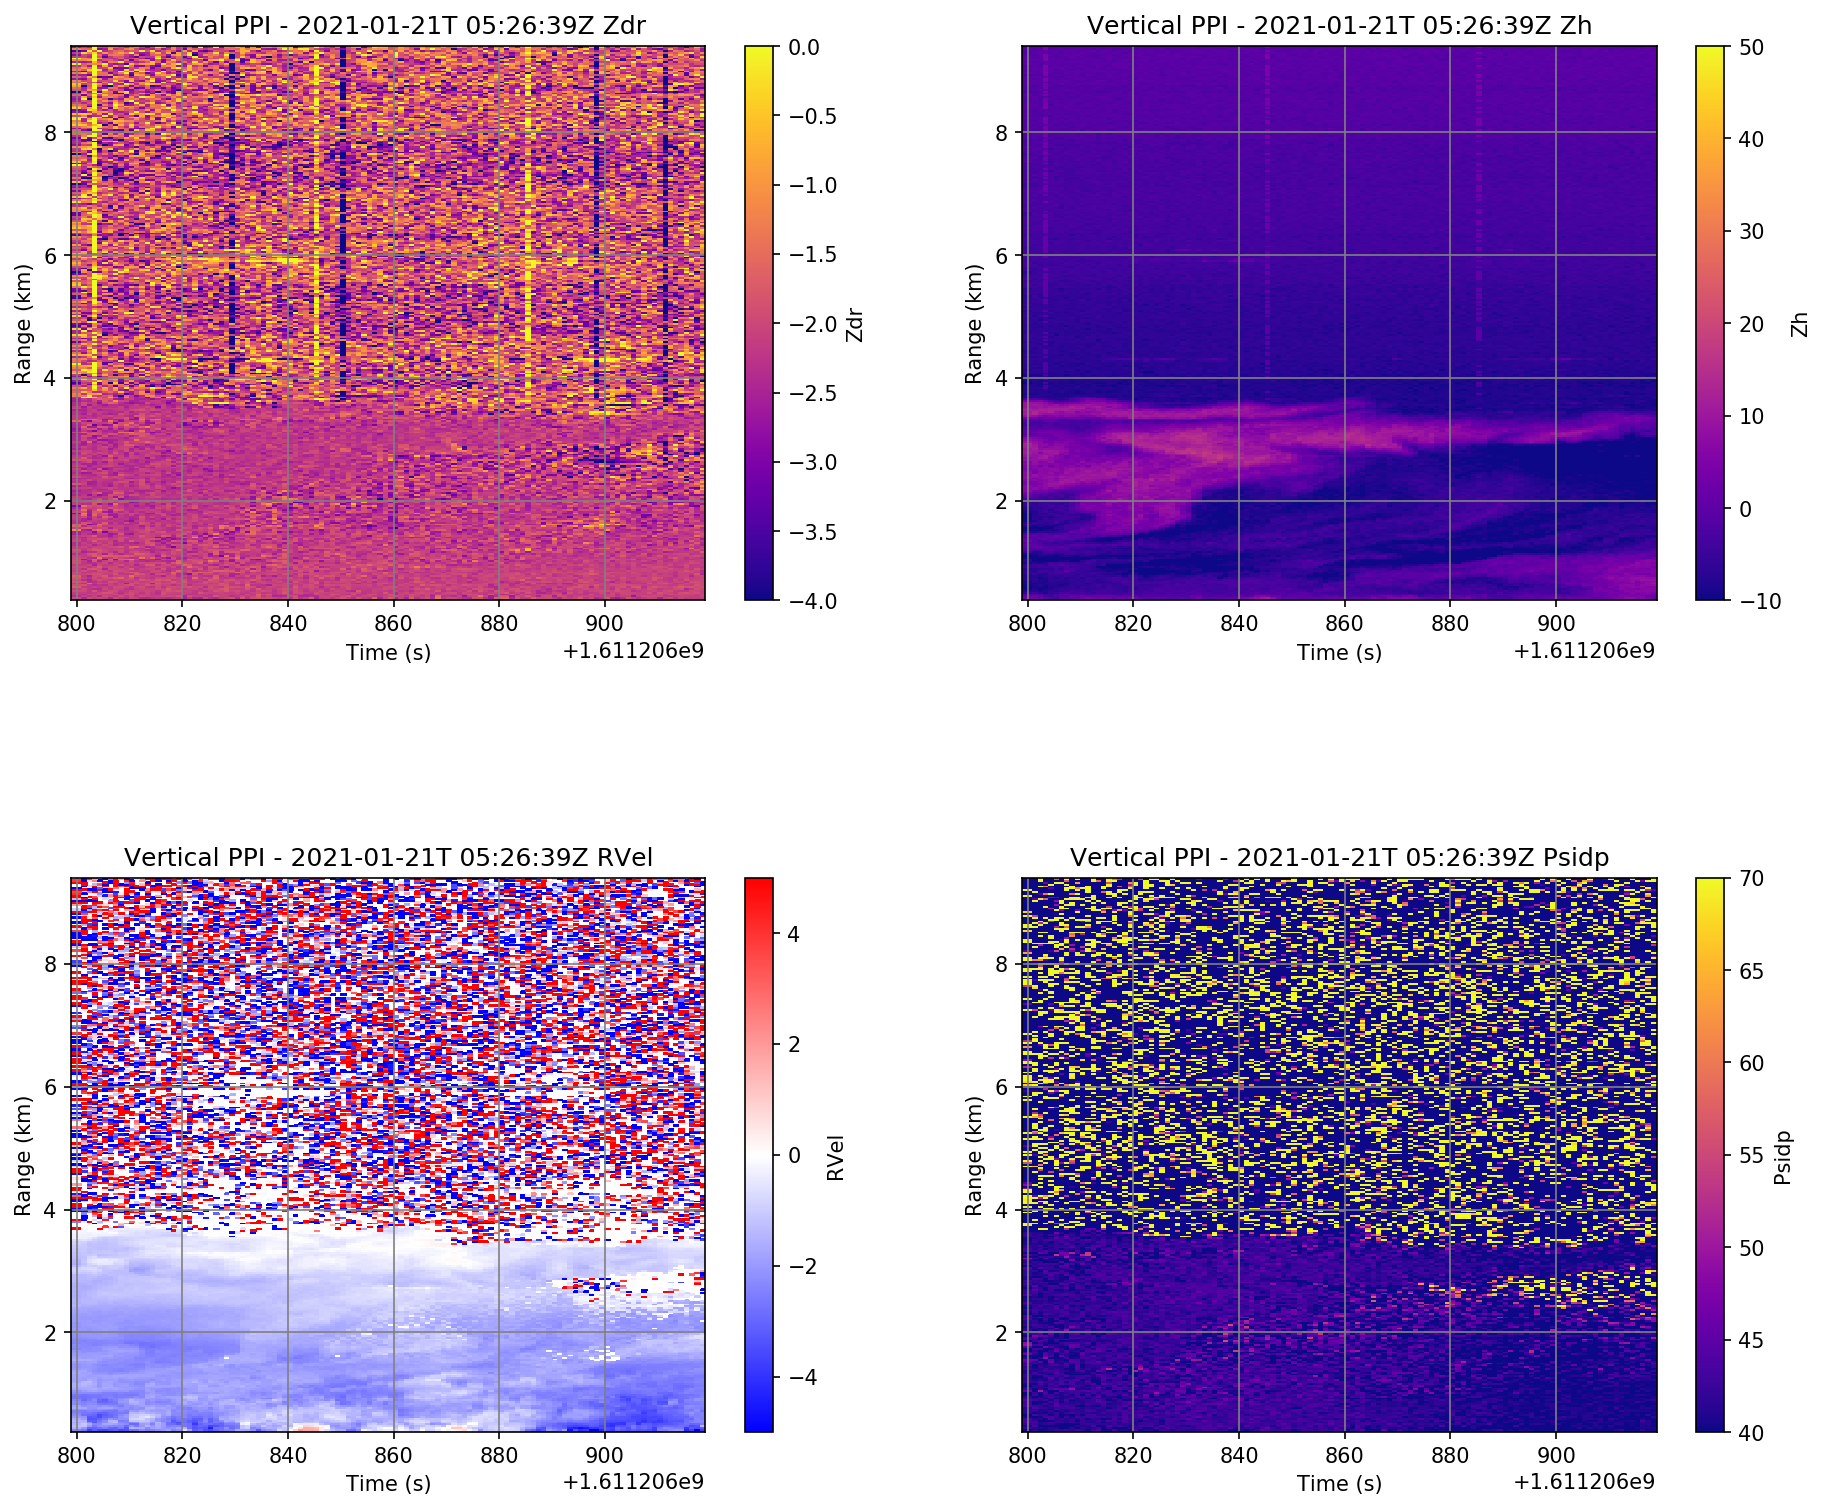 Vertical PPI - 2021-01-21T 05:26:39Z Zdr
Range (km)
8
6
4
2
800 820 840 860 880 900
Time (s)
+1.611206e9
0.0
−0.5
−1.0
−1.5
−2.0
−2.5
−3.0
−3.5
−4.0
Zdr
Vertical PPI - 2021-01-21T 05:26:39Z Zh
Range (km)
8
6
4
2
800 820 840 860 880 900
Time (s)
+1.611206e9
50
40
30
20
10
0
−10
Zh
Vertical PPI - 2021-01-21T 05:26:39Z RVel
Range (km)
8
6
4
2
800 820 840 860 880 900
Time (s)
+1.611206e9
4
2
0
−2
−4
RVel
Vertical PPI - 2021-01-21T 05:26:39Z Psidp
Range (km)
8
6
4
2
800 820 840 860 880 900
Time (s)
+1.611206e9
70
65
60
55
50
45
40
Psidp